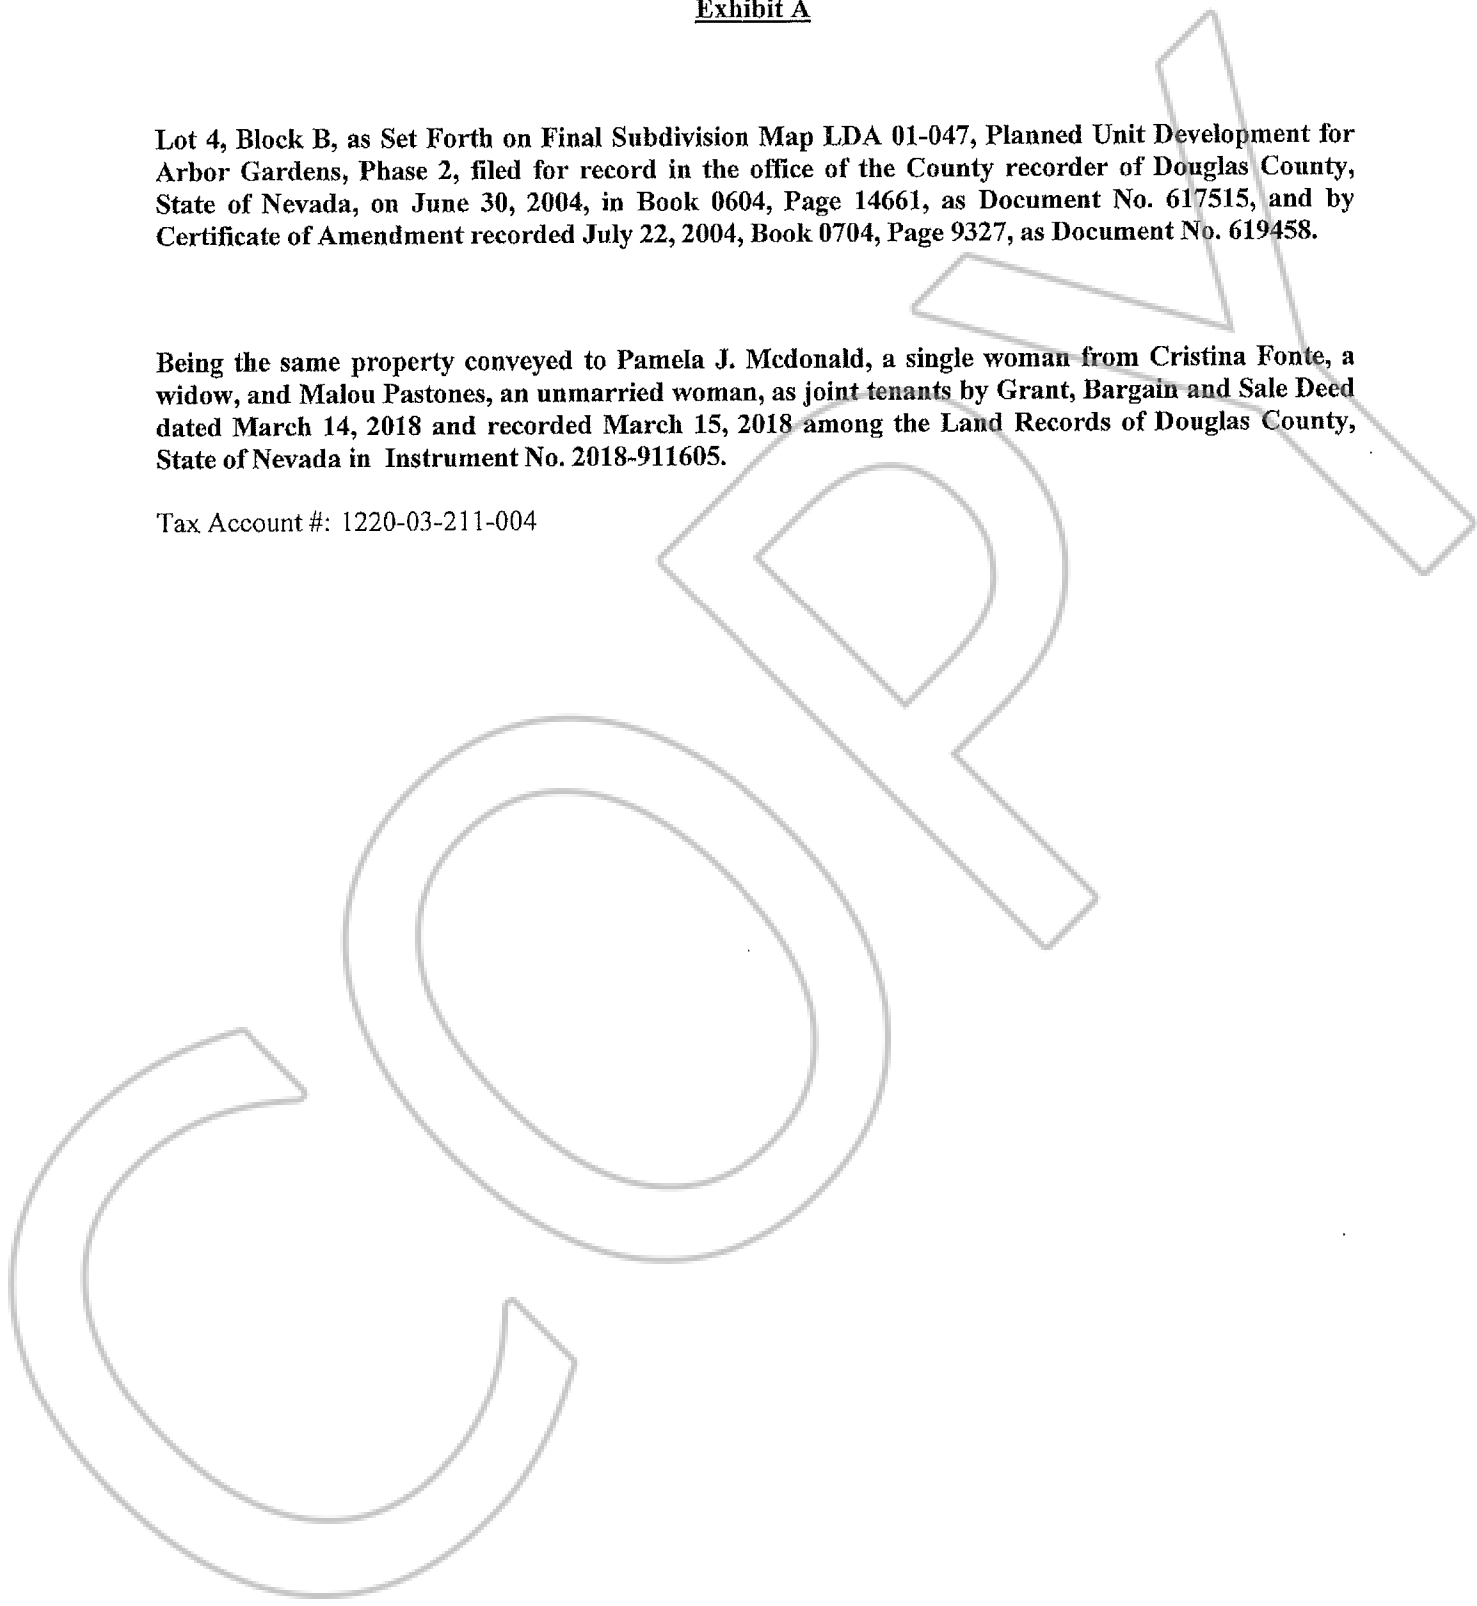 Exhibit A
Lot 4, Block B, as Set Forth on Final Subdivision Map LDA 01-047, Planned Unit Development for
Arbor Gardens, Phase 2, filed for record in the office of the County recorder of Douglas County,
State of Nevada, on June 30, 2004, in Book 0604, Page 14661, as Document No. 617515, and by
Certificate of Amendment recorded July 22, 2004, Book 0704, Page 9327, as Document No. 619458.
Being the same property conveyed to Pamela J. Mcdonald, a single woman from Cristina Fonte, a
widow, and Malou Pastones, an unmarried woman, as joint tenants by Grant, Bargain and Sale Deed
dated March 14, 2018 and recorded March 15, 2018 among the Land Records of Douglas County,
State of Nevada in Instrument No. 2018-911605.
Tax Account #: 1220-03-211-004
COPY